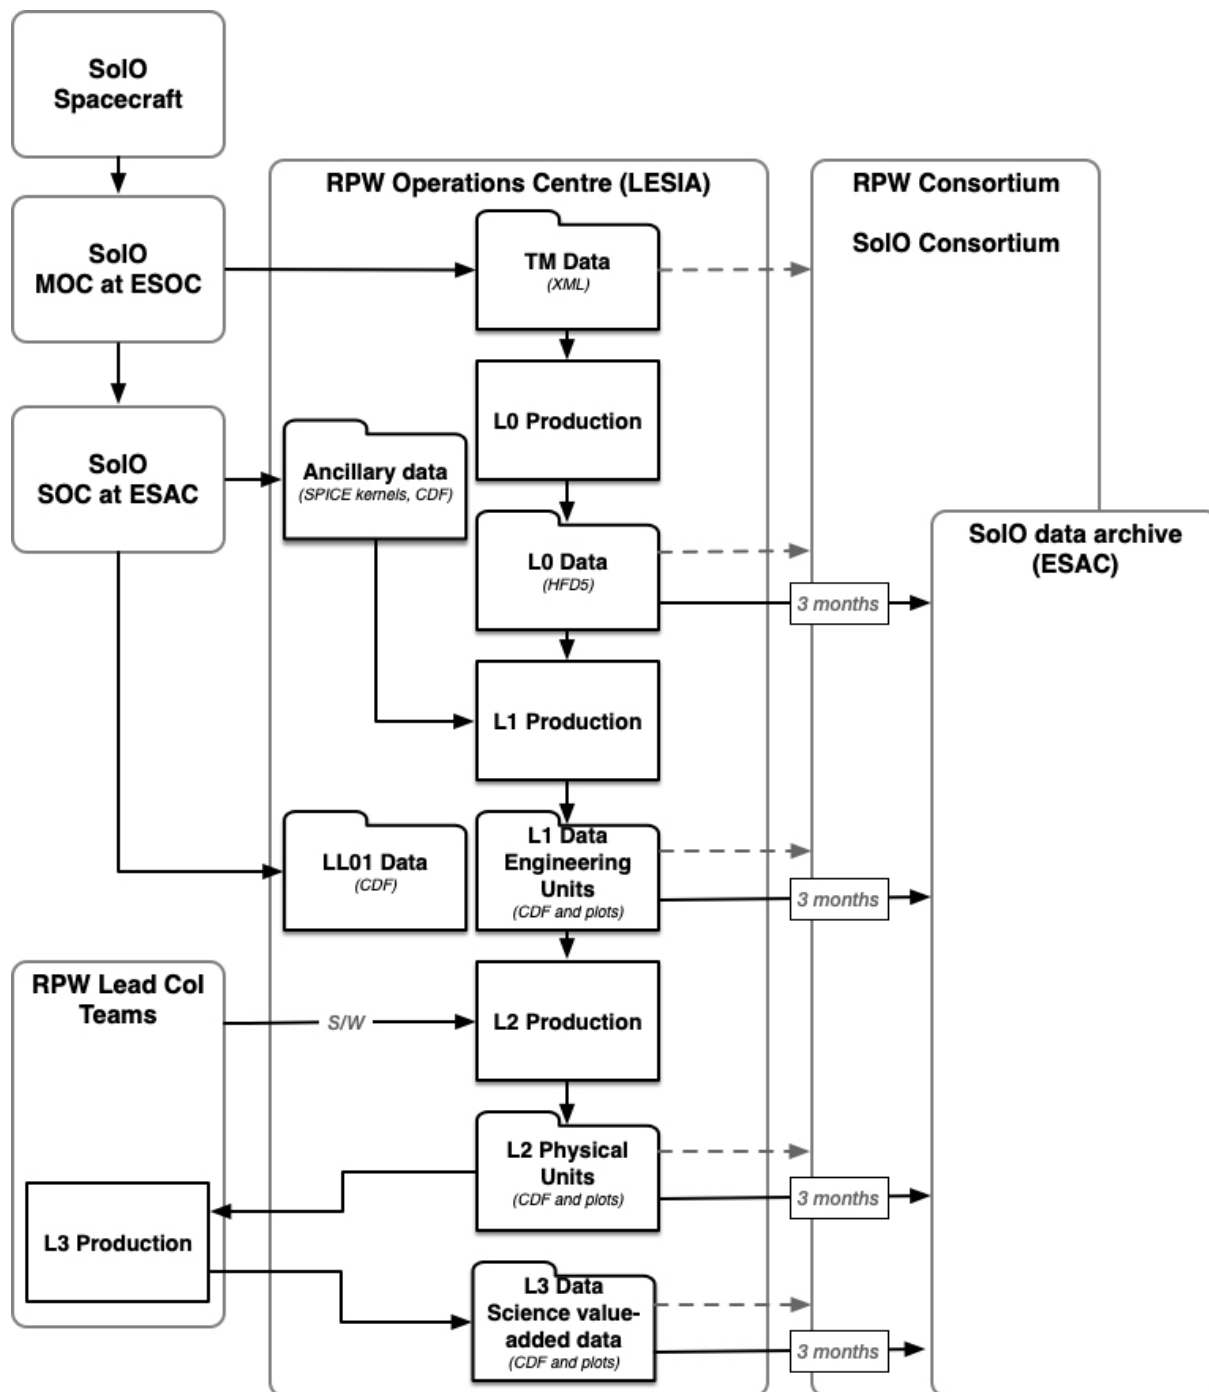 SolO
Spacecraft
RPW Operations Centre (LESIA)
RPW Consortium
SolO Consortium
SolO
MOC at ESOC
TM Data
(XML)
L0 Production
SolO
SOC at ESAC
Ancillary data
(SPICE kernels, CDF)
L0 Data
(HFD5)
SolO data archive
(ESAC)
3 months
L1 Production
LL01 Data
(CDF)
L1 Data
Engineering
Units
(CDF and plots)
3 months
RPW Lead CoI
Teams
S/W
L2 Production
L2 Physical
Units
(CDF and plots)
3 months
L3 Production
L3 Data
Science value-
added data
(CDF and plots)
3 months